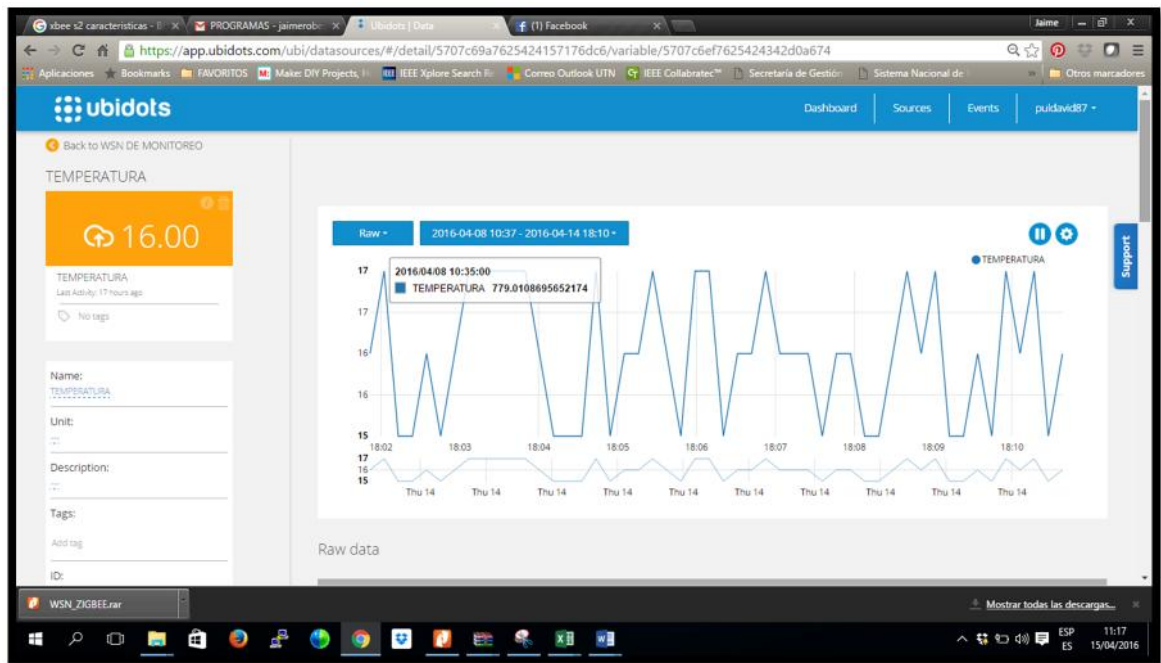 xbee s2 caracteristicas - B
PROGRAMAS - jaimerobe
Ubidots | Data
(1) Facebook
Jaime
https://app.ubidots.com/ubi/datasources/#/detail/5707c69a7625424157176dc6/variable/5707c6ef7625424342d0a674
Aplicaciones
Bookmarks
FAVORITOS
Make: DIY Projects,
IEEE Xplore Search
Correo Outlook UTN
IEEE Collabratec™
Secretaría de Gestión
Sistema Nacional de
Otros marcadores
ubidots
Dashboard
Sources
Events
puldavid87
Back to WSN DE MONITOREO
TEMPERATURA
16.00
TEMPERATURA
Last Activity: 17 hours ago
No tags
Name:
TEMPERATURA
Unit:
Description:
Tags:
Add tag
ID:
Raw
2016-04-08 10:37 - 2016-04-14 18:10
TEMPERATURA
2016/04/08 10:35:00
TEMPERATURA 779.0108695652174
17
17
16
16
15
18:02 18:03 18:04 18:05 18:06 18:07 18:08 18:09 18:10
17
16
15
Thu 14 Thu 14 Thu 14 Thu 14 Thu 14 Thu 14 Thu 14 Thu 14 Thu 14 Thu 14
Support
Raw data
WSN_ZIGBEE.rar
Mostrar todas las descargas...
ESP
ES
11:17
15/04/2016